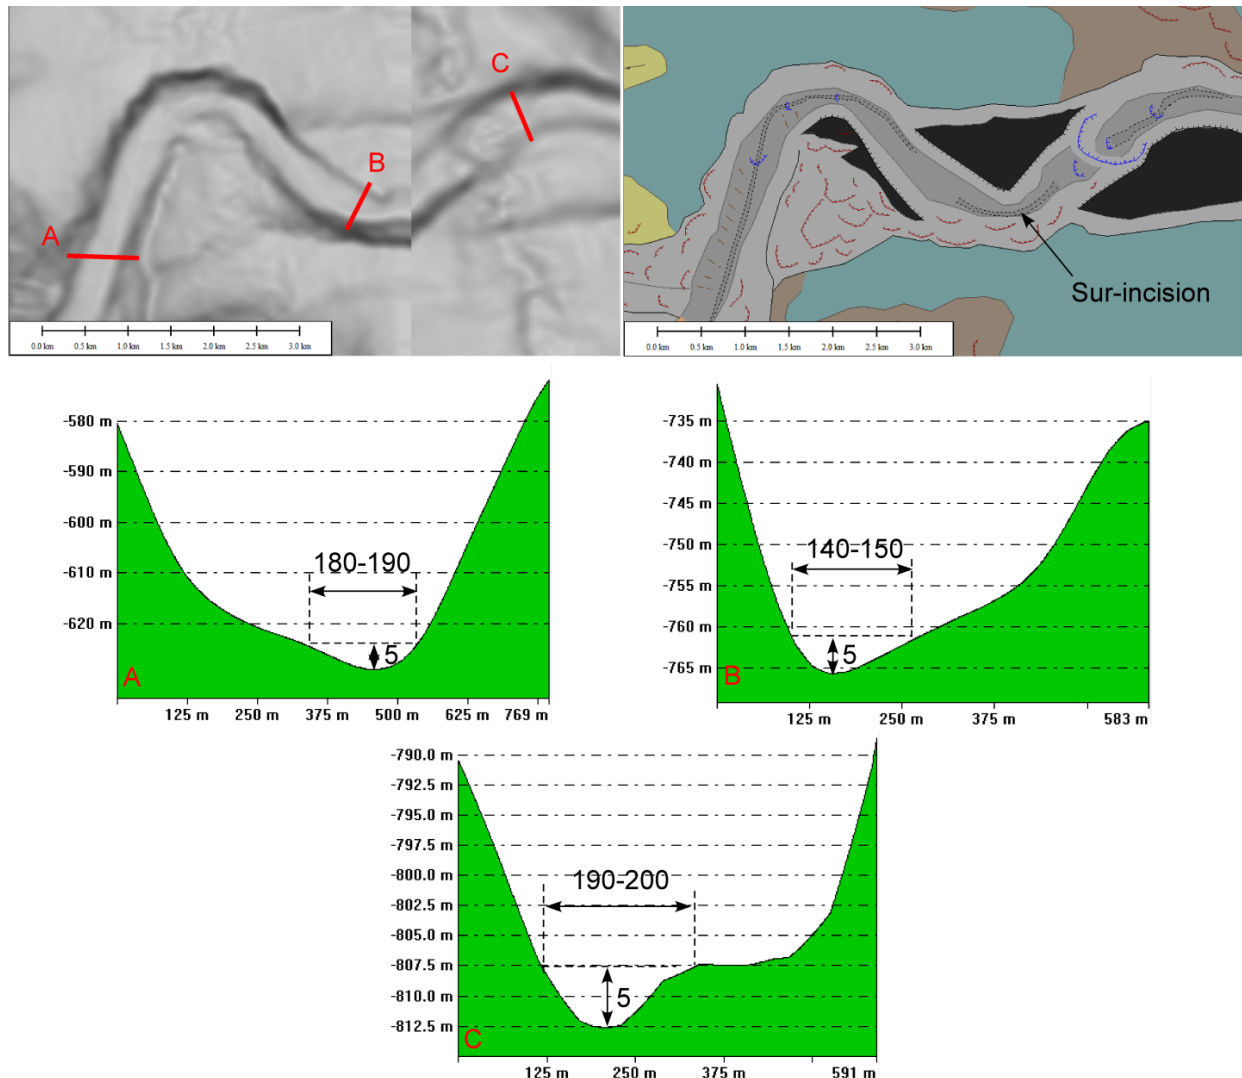 C
B
A
0.0 km 0.5 km 1.0 km 1.5 km 2.0 km 2.5 km 3.0 km
Sur-incision
0.0 km 0.5 km 1.0 km 1.5 km 2.0 km 2.5 km 3.0 km
-580 m
-590 m
-600 m
-610 m
-620 m
180-190
5
A
125 m 250 m 375 m 500 m 625 m 769 m
-735 m
-740 m
-745 m
-750 m
-755 m
-760 m
-765 m
140-150
5
B
125 m 250 m 375 m 583 m
-790.0 m
-792.5 m
-795.0 m
-797.5 m
-800.0 m
-802.5 m
-805.0 m
-807.5 m
-810.0 m
-812.5 m
190-200
5
C
125 m 250 m 375 m 591 m